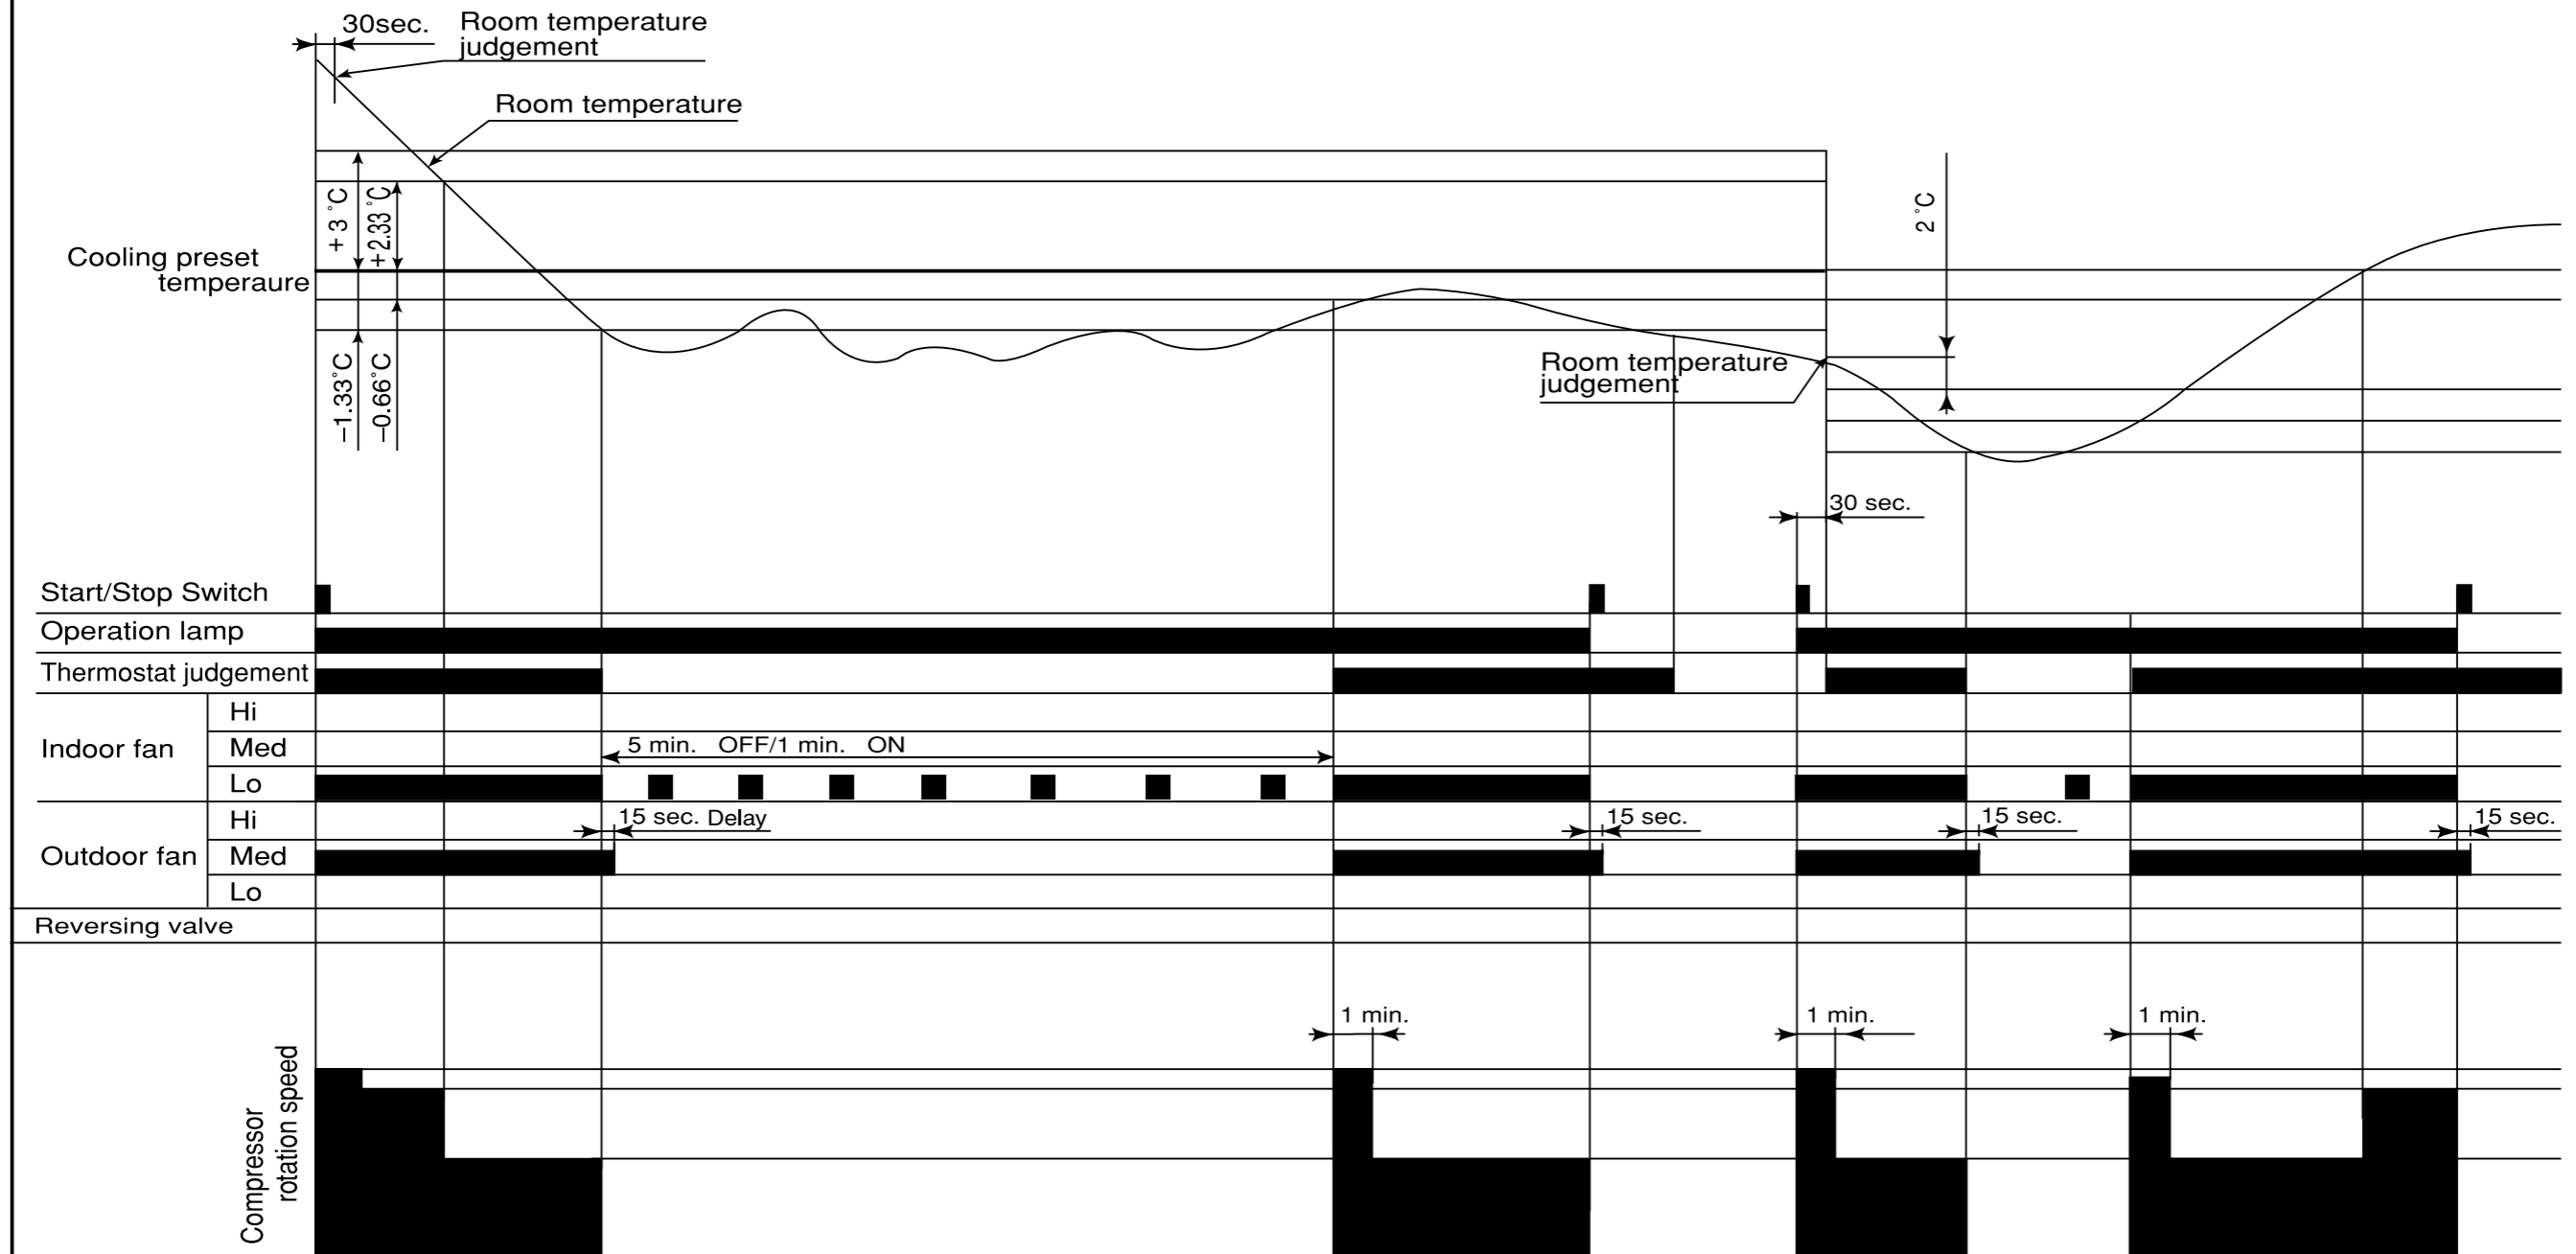 30sec.
Room temperature
judgement
Room temperature
+ 3 ˚C
+2.33 ˚C
2 ˚C
Cooling preset
temperaure
−1.33˚C
−0.66˚C
Room temperature
judgement
30 sec.
Start/Stop Switch
Operation lamp
Thermostat judgement
Hi
Indoor fan
Med
5 min. OFF/1 min. ON
Lo
Hi
15 sec. Delay
15 sec.
15 sec.
15 sec.
Outdoor fan
Med
Lo
Reversing valve
1 min.
1 min.
1 min.
Compressor
rotation speed